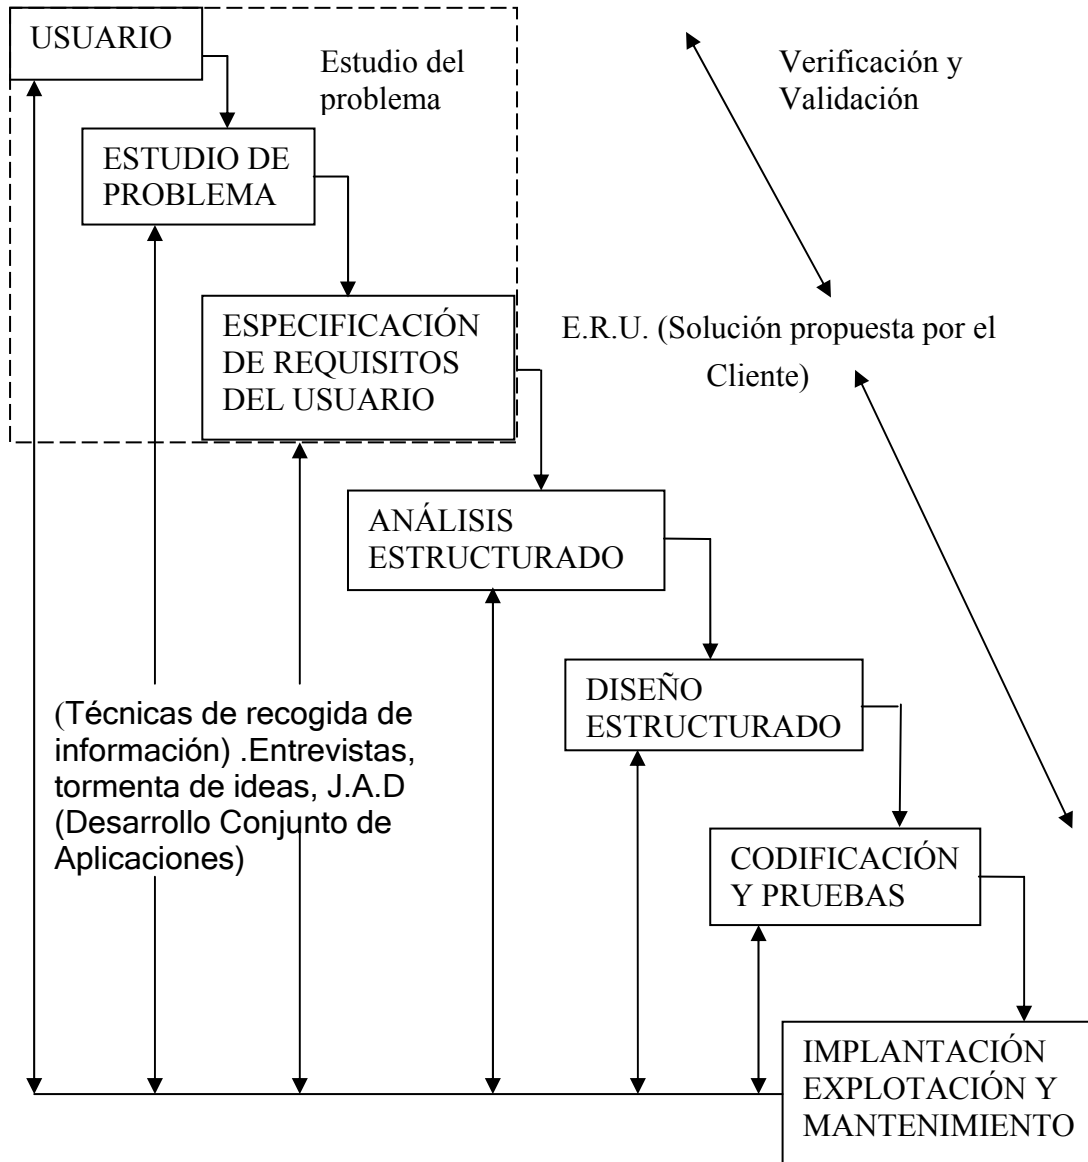 USUARIO
Estudio del
problema
Verificación y
Validación
ESTUDIO DE
PROBLEMA
ESPECIFICACIÓN
DE REQUISITOS
DEL USUARIO
E.R.U. (Solución propuesta por el
Cliente)
ANÁLISIS
ESTRUCTURADO
DISEÑO
ESTRUCTURADO
(Técnicas de recogida de
información) .Entrevistas,
tormenta de ideas, J.A.D
(Desarrollo Conjunto de
Aplicaciones)
CODIFICACIÓN
Y PRUEBAS
IMPLANTACIÓN
EXPLOTACIÓN Y
MANTENIMIENTO